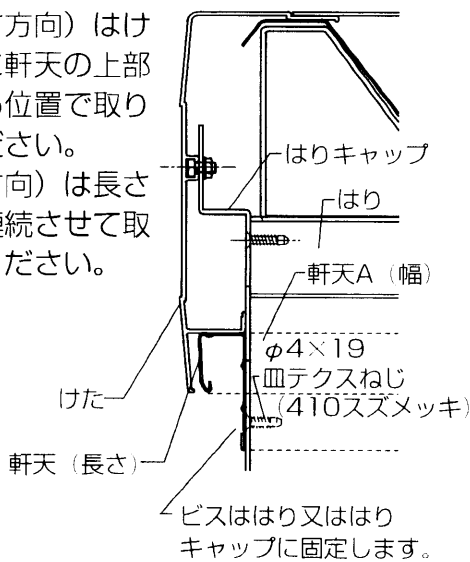 方向）はけ
軒天の上部
位置で取り
ださい。
向）は長さ
連続させて取
ださい。
はりキャップ
はり
軒天A（幅）
φ4×19
皿テクスねじ
（410スズメッキ）
けた
軒天（長さ）
ビスははり又ははり
キャップに固定します。